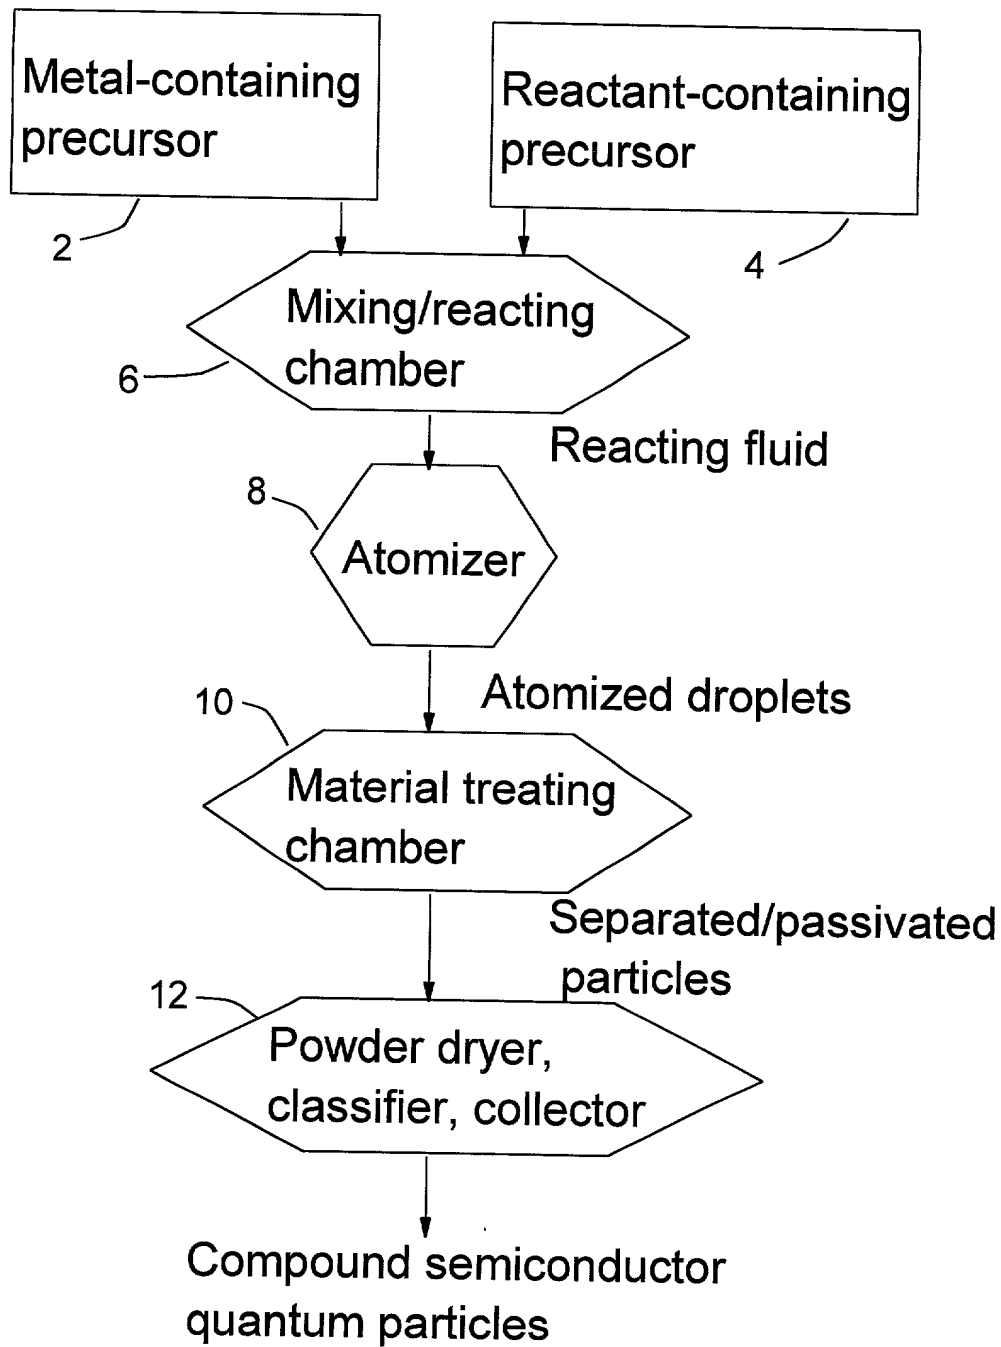 Metal-containing
precursor
Reactant-containing
precursor
2
4
Mixing/reacting
chamber
6
Reacting fluid
8
Atomizer
Atomized droplets
10
Material treating
chamber
Separated/passivated
particles
12
Powder dryer,
classifier, collector
Compound semiconductor
quantum particles